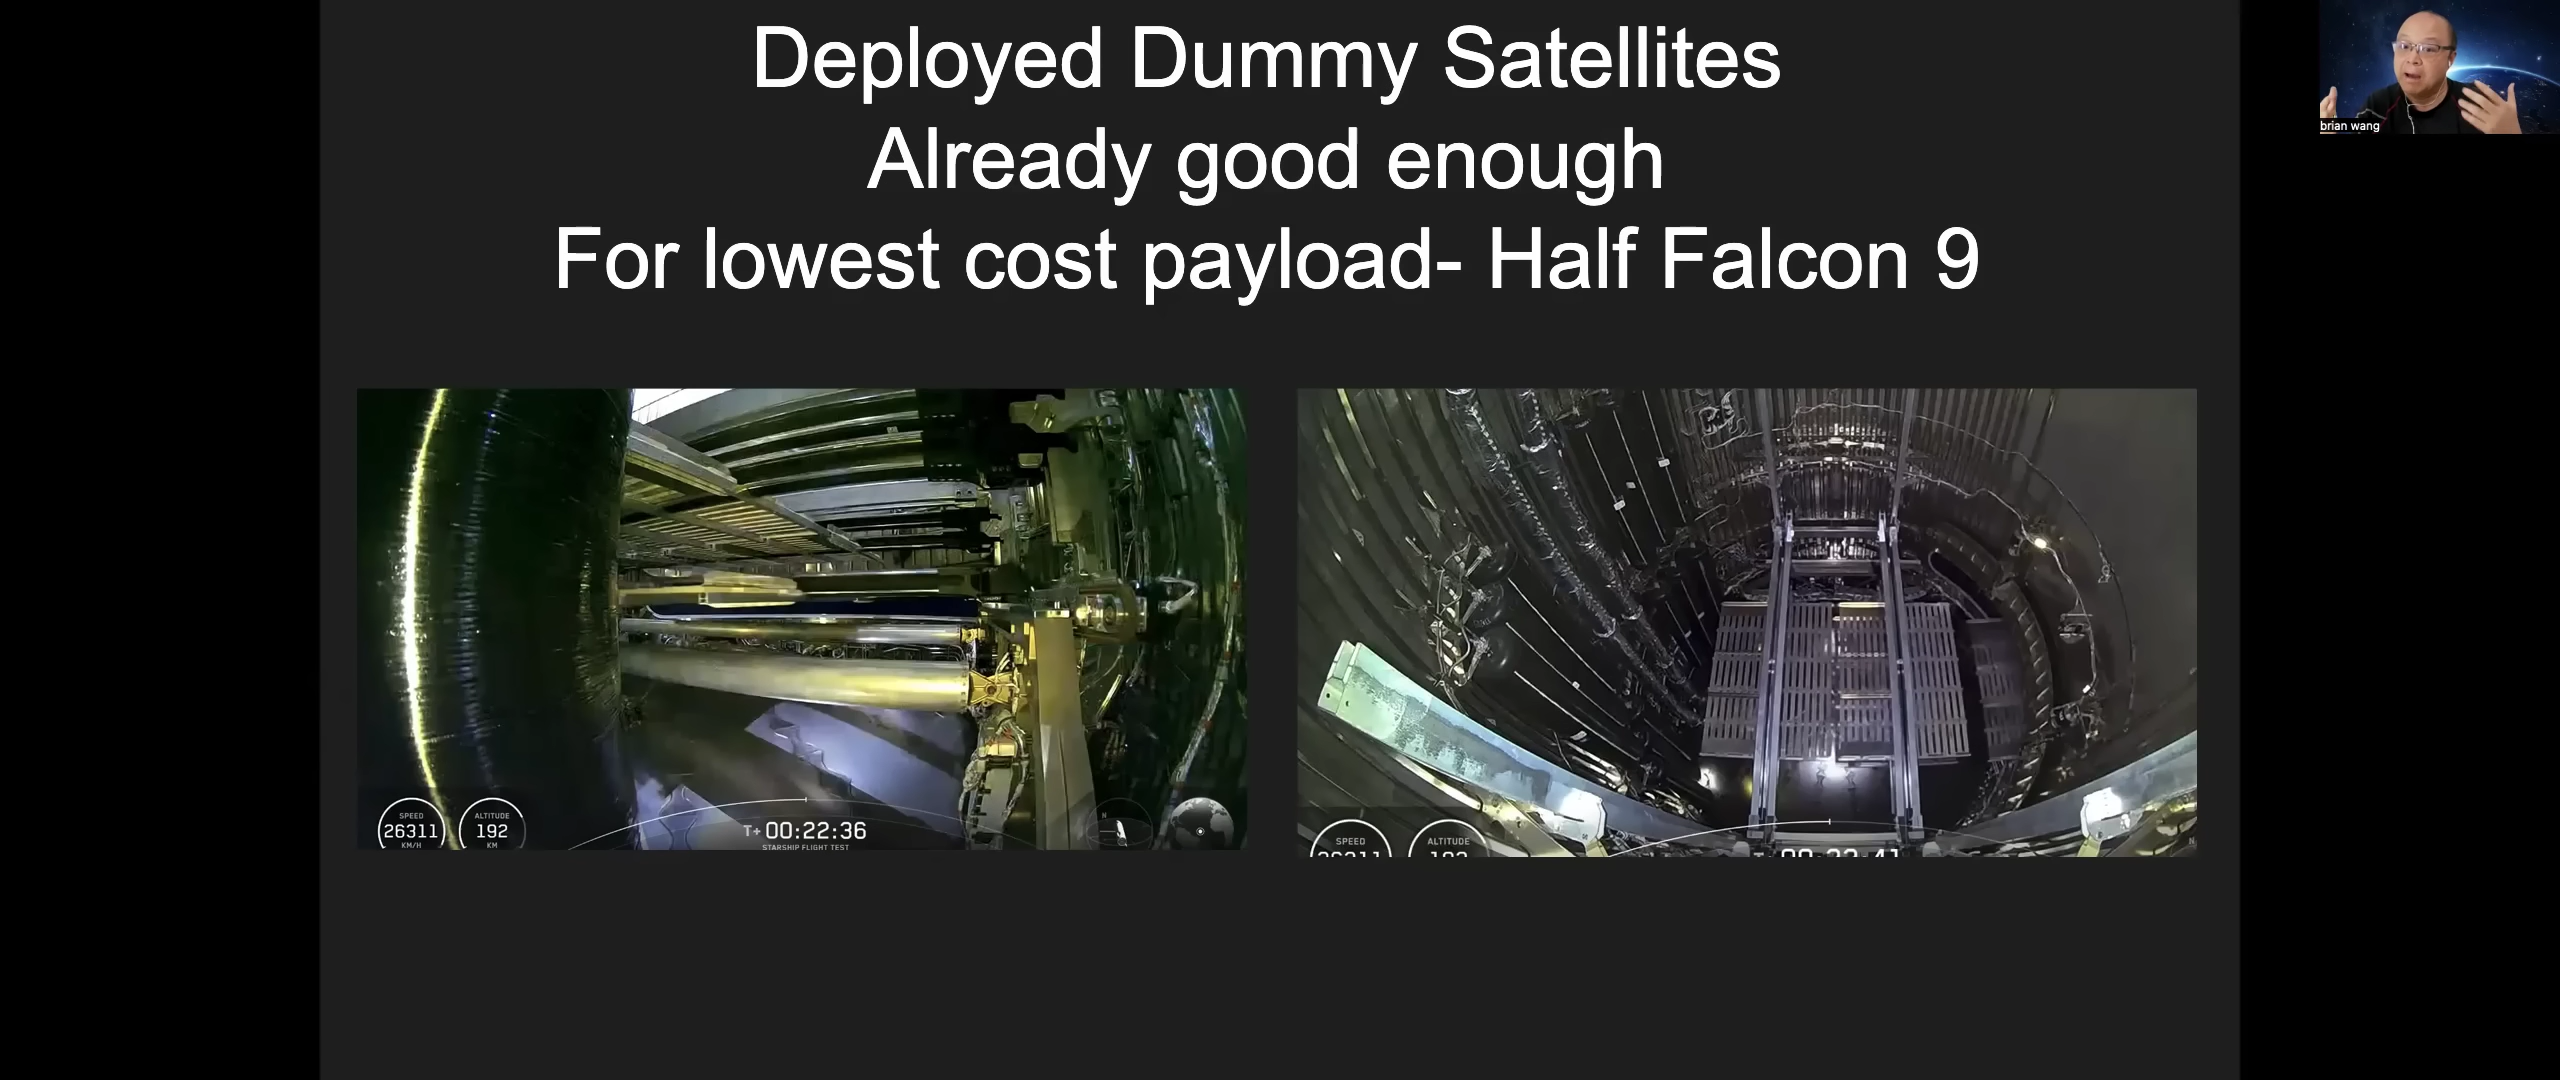 Deployed Dummy Satellites
Already good enough
For lowest cost payload- Half Falcon 9
brian wang
SPEED
26311
KM/H
ALTITUDE
192
KM
T+ 00:22:36
STARSHIP FLIGHT TEST
N
SPEED
ALTITUDE
N